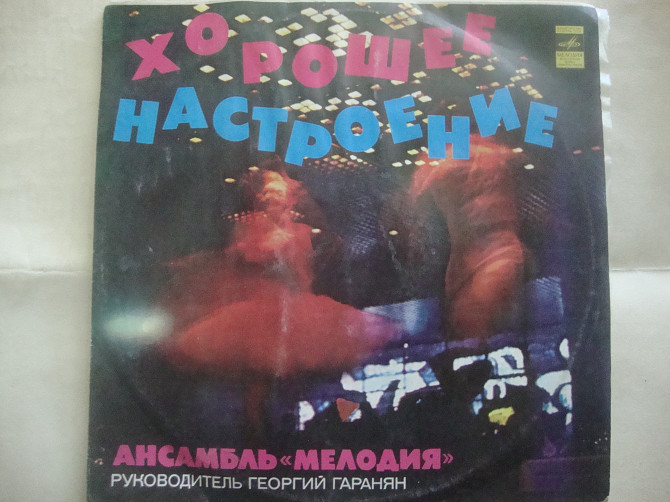 ХОРОШЕЕ
НАСТРОЕНИЕ
АНСАМБЛЬ «МЕЛОДИЯ»
РУКОВОДИТЕЛЬ ГЕОРГИЙ ГАРАНЯН